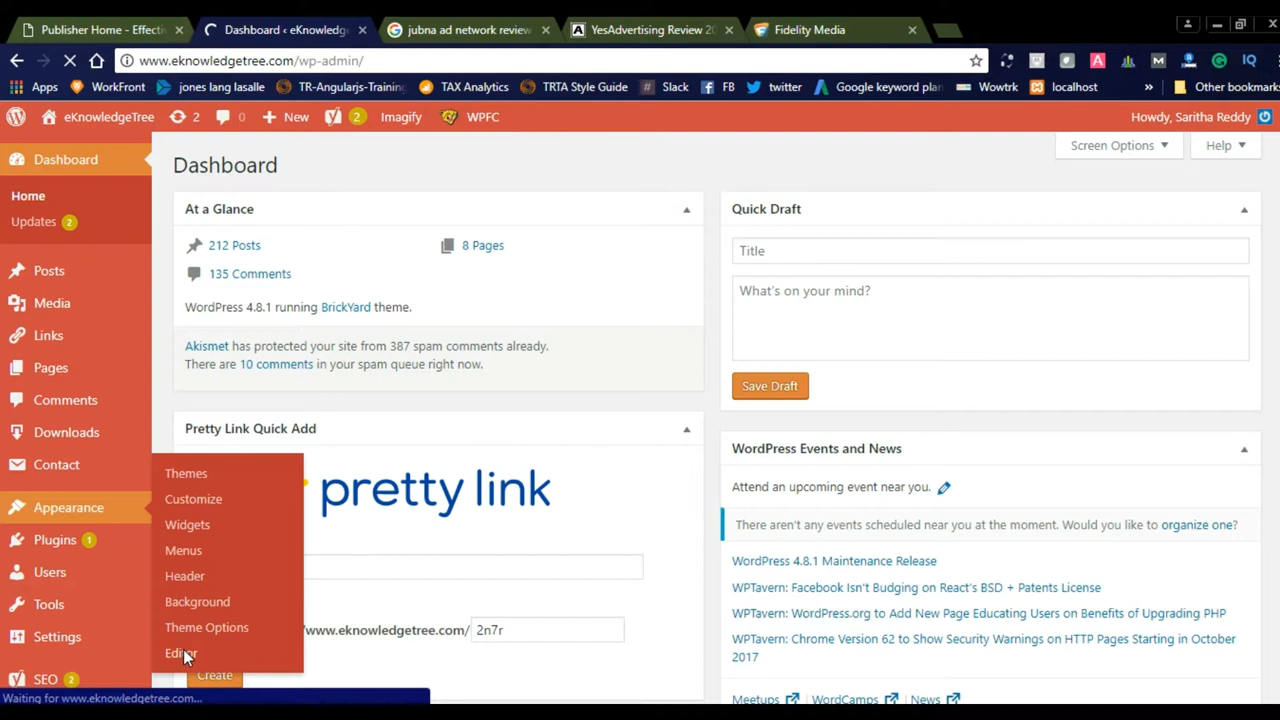 Publisher Home - Effecti
Dashboard ‹ eKnowledge
jubna ad network review
YesAdvertising Review 20
Fidelity Media
www.eknowledgetree.com/wp-admin/
Apps
WorkFront
jones lang lasalle
TR-Angularjs-Training
TAX Analytics
TRTA Style Guide
Slack
FB
twitter
Google keyword plan
Wowtrk
localhost
»
Other bookmarks
eKnowledgeTree
2
0
New
2
Imagify
WPFC
Howdy, Saritha Reddy
Dashboard
Home
Updates 2
Posts
Media
Links
Pages
Comments
Downloads
Contact
Appearance
Plugins 1
Users
Tools
Settings
SEO 2
Themes
Customize
Widgets
Menus
Header
Background
Theme Options
Editor
Dashboard
Screen Options
Help
At a Glance
212 Posts
8 Pages
135 Comments
WordPress 4.8.1 running BrickYard theme.
Akismet has protected your site from 387 spam comments already.
There are 10 comments in your spam queue right now.
Pretty Link Quick Add
pretty link
/www.eknowledgetree.com/ 2n7r
Create
Quick Draft
Title
What's on your mind?
Save Draft
WordPress Events and News
Attend an upcoming event near you.
There aren't any events scheduled near you at the moment. Would you like to organize one?
WordPress 4.8.1 Maintenance Release
WPTavern: Facebook Isn't Budging on React's BSD + Patents License
WPTavern: WordPress.org to Add New Page Educating Users on Benefits of Upgrading PHP
WPTavern: Chrome Version 62 to Show Security Warnings on HTTP Pages Starting in October
2017
Meetups
WordCamps
News
Waiting for www.eknowledgetree.com...